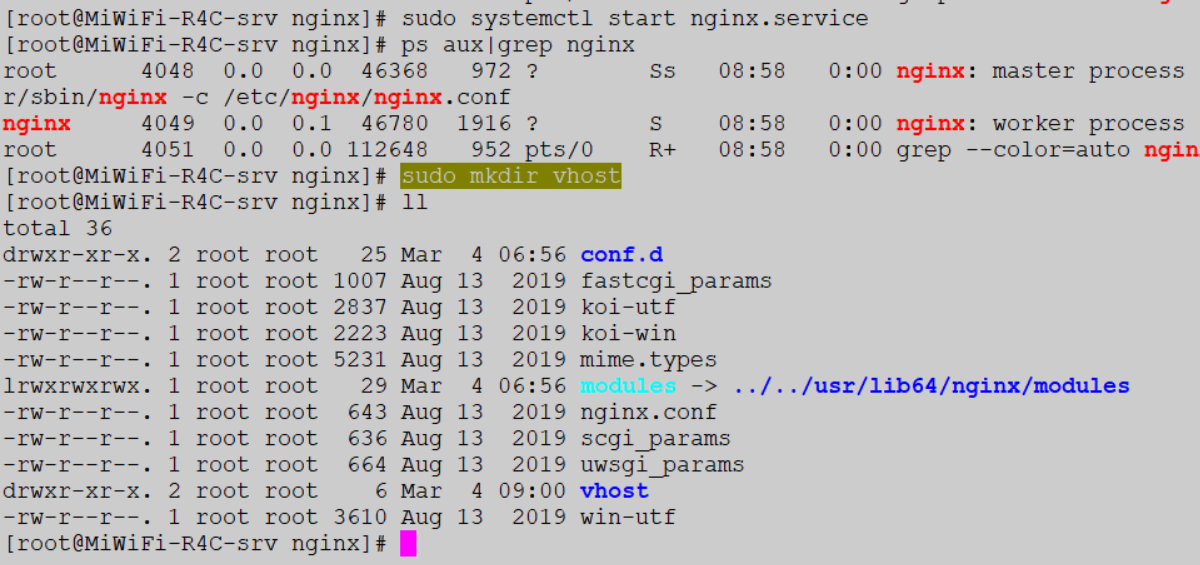 [root@MiWiFi-R4C-srv nginx]# sudo systemctl start nginx.service
[root@MiWiFi-R4C-srv nginx]# ps aux|grep nginx
root      4048  0.0  0.0  46368   972 ?        Ss   08:58   0:00 nginx: master process
r/sbin/nginx -c /etc/nginx/nginx.conf
nginx     4049  0.0  0.1  46780  1916 ?        S    08:58   0:00 nginx: worker process
root      4051  0.0  0.0 112648   952 pts/0    R+   08:58   0:00 grep --color=auto ngin
[root@MiWiFi-R4C-srv nginx]# sudo mkdir vhost
[root@MiWiFi-R4C-srv nginx]# ll
total 36
drwxr-xr-x. 2 root root   25 Mar  4 06:56 conf.d
-rw-r--r--. 1 root root 1007 Aug 13  2019 fastcgi_params
-rw-r--r--. 1 root root 2837 Aug 13  2019 koi-utf
-rw-r--r--. 1 root root 2223 Aug 13  2019 koi-win
-rw-r--r--. 1 root root 5231 Aug 13  2019 mime.types
lrwxrwxrwx. 1 root root   29 Mar  4 06:56 modules -> ../../usr/lib64/nginx/modules
-rw-r--r--. 1 root root  643 Aug 13  2019 nginx.conf
-rw-r--r--. 1 root root  636 Aug 13  2019 scgi_params
-rw-r--r--. 1 root root  664 Aug 13  2019 uwsgi_params
drwxr-xr-x. 2 root root    6 Mar  4 09:00 vhost
-rw-r--r--. 1 root root 3610 Aug 13  2019 win-utf
[root@MiWiFi-R4C-srv nginx]#